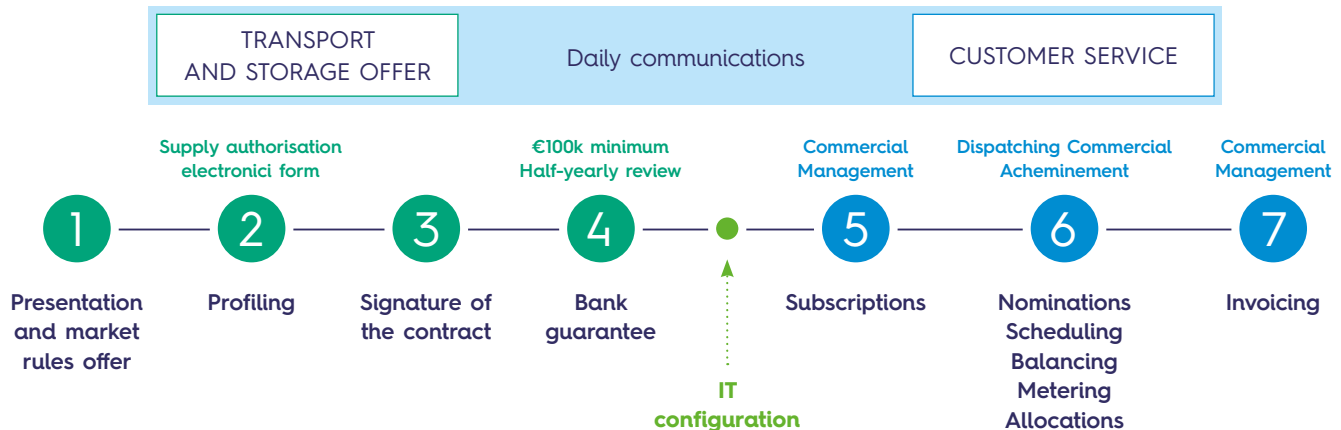 TRANSPORT
AND STORAGE OFFER
Daily communications
CUSTOMER SERVICE
Supply authorisation
electronici form
€100k minimum
Half-yearly review
Commercial
Management
Dispatching Commercial
Acheminement
Commercial
Management
1
2
3
4
5
6
7
Presentation
and market
rules offer
Profiling
Signature of
the contract
Bank
guarantee
Subscriptions
Nominations
Scheduling
Balancing
Metering
Allocations
Invoicing
IT
configuration